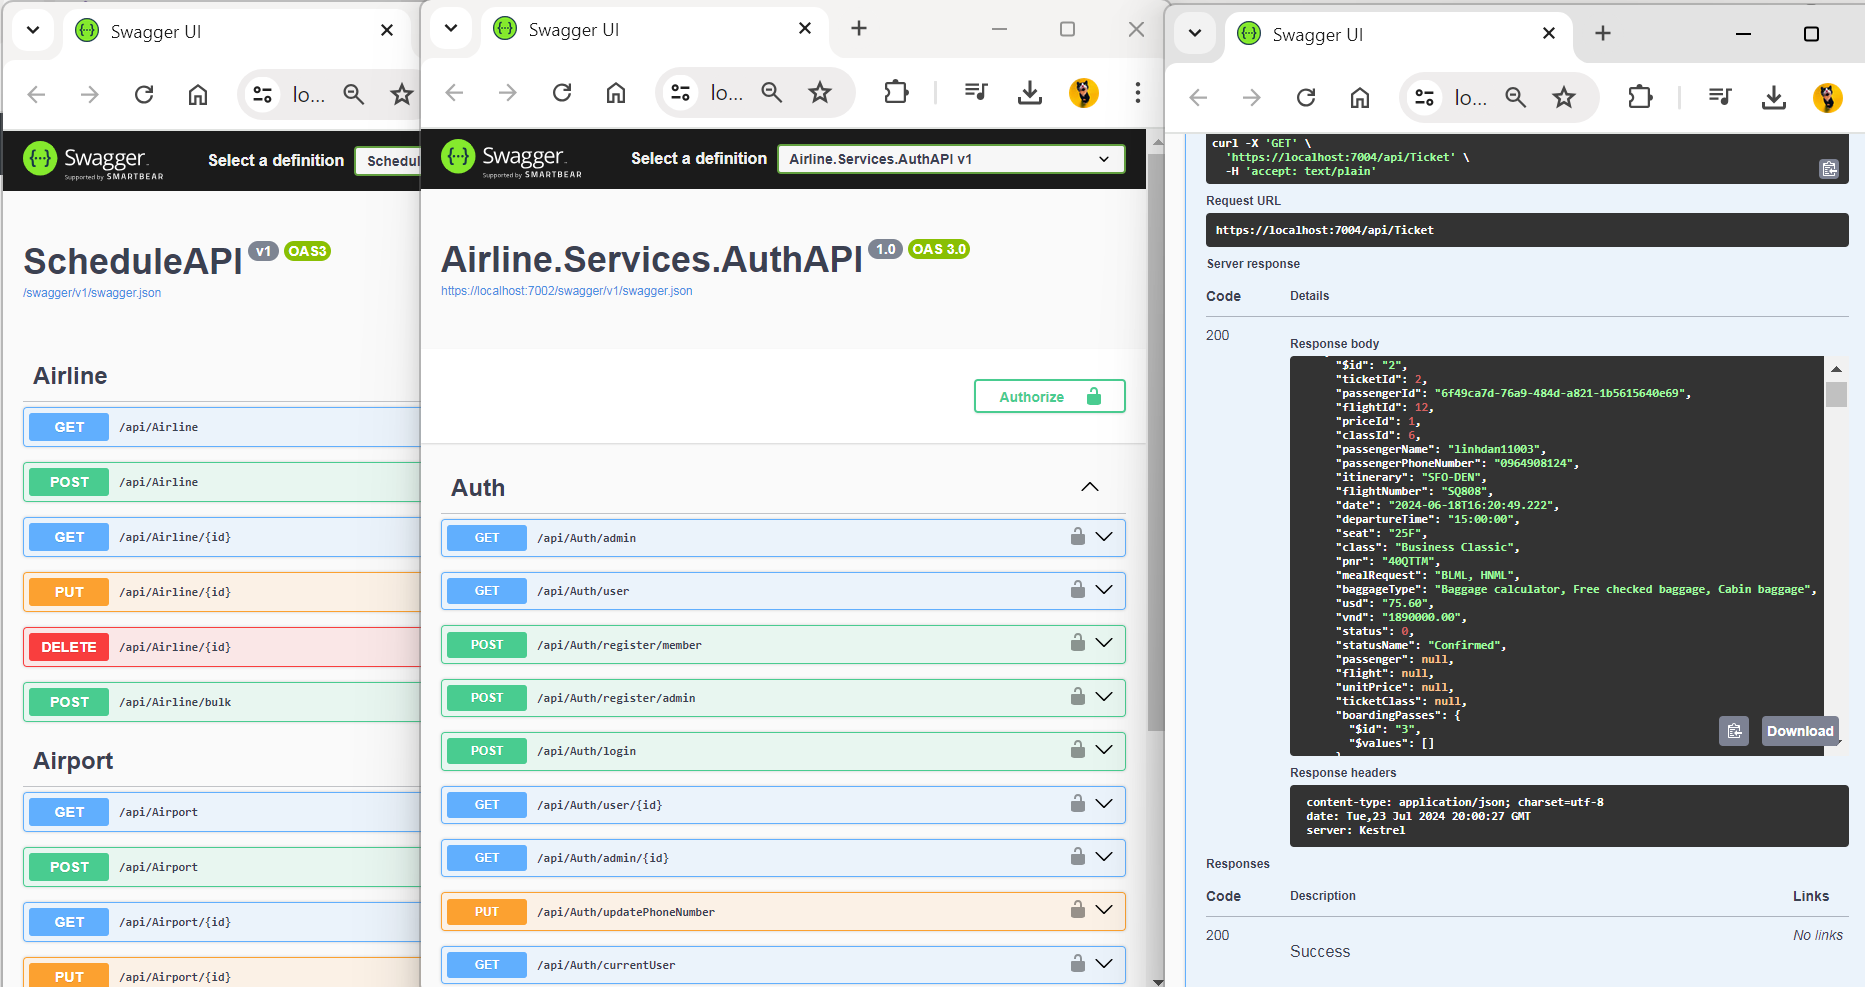 Swagger UI
lo...
Swagger
Supported by SMARTBEAR
Select a definition
Schedul
ScheduleAPI v1 OAS3
/swagger/v1/swagger.json
Airline
GET /api/Airline
POST /api/Airline
GET /api/Airline/{id}
PUT /api/Airline/{id}
DELETE /api/Airline/{id}
POST /api/Airline/bulk
Airport
GET /api/Airport
POST /api/Airport
GET /api/Airport/{id}
PUT /api/Airport/{id}
Swagger UI
lo...
Swagger
Supported by SMARTBEAR
Select a definition
Airline.Services.AuthAPI v1
Airline.Services.AuthAPI 1.0 OAS 3.0
https://localhost:7002/swagger/v1/swagger.json
Authorize
Auth
GET /api/Auth/admin
GET /api/Auth/user
POST /api/Auth/register/member
POST /api/Auth/register/admin
POST /api/Auth/login
GET /api/Auth/user/{id}
GET /api/Auth/admin/{id}
PUT /api/Auth/updatePhoneNumber
GET /api/Auth/currentUser
Swagger UI
lo...
curl -X 'GET' \
'https://localhost:7004/api/Ticket' \
-H 'accept: text/plain'
Request URL
https://localhost:7004/api/Ticket
Server response
Code Details
200
Response body
"$id": "2",
"ticketId": 2,
"passengerId": "6f49ca7d-76a9-484d-a821-1b5615640e69",
"flightId": 12,
"priceId": 1,
"classId": 6,
"passengerName": "linhdan11003",
"passengerPhoneNumber": "0964908124",
"itinerary": "SFO-DEN",
"flightNumber": "SQ808",
"date": "2024-06-18T16:20:49.222",
"departureTime": "15:00:00",
"seat": "25F",
"class": "Business Classic",
"pnr": "40QTTM",
"mealRequest": "BLML, HNML",
"baggageType": "Baggage calculator, Free checked baggage, Cabin baggage",
"usd": "75.60",
"vnd": "1890000.00",
"status": 0,
"statusName": "Confirmed",
"passenger": null,
"flight": null,
"unitPrice": null,
"ticketClass": null,
"boardingPasses": {
"$id": "3",
"$values": []
Download
Response headers
content-type: application/json; charset=utf-8
date: Tue,23 Jul 2024 20:00:27 GMT
server: Kestrel
Responses
Code Description Links
200 No links
Success